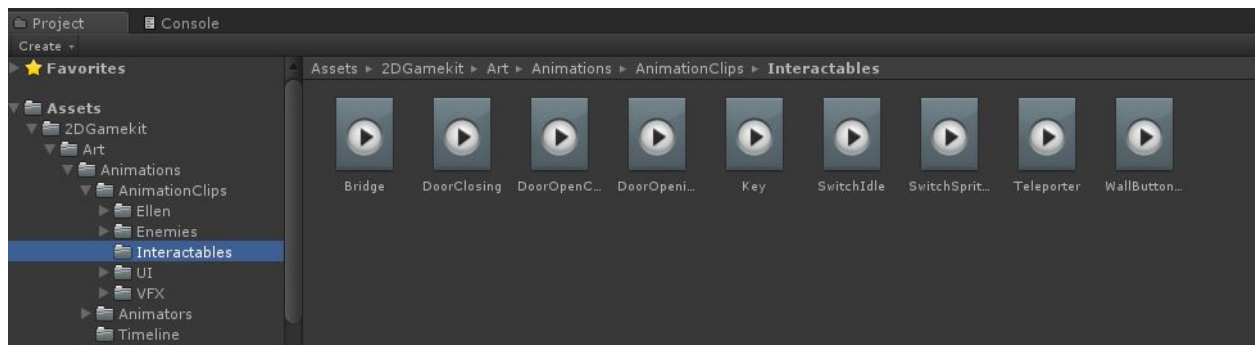 Project Console
Create
Favorites
Assets
2DGamekit
Art
Animations
AnimationClips
Ellen
Enemies
Interactables
UI
VFX
Animators
Timeline
Assets ▸ 2DGamekit ▸ Art ▸ Animations ▸ AnimationClips ▸ Interactables
Bridge DoorClosing DoorOpenC... DoorOpeni... Key SwitchIdle SwitchSprit... Teleporter WallButton...